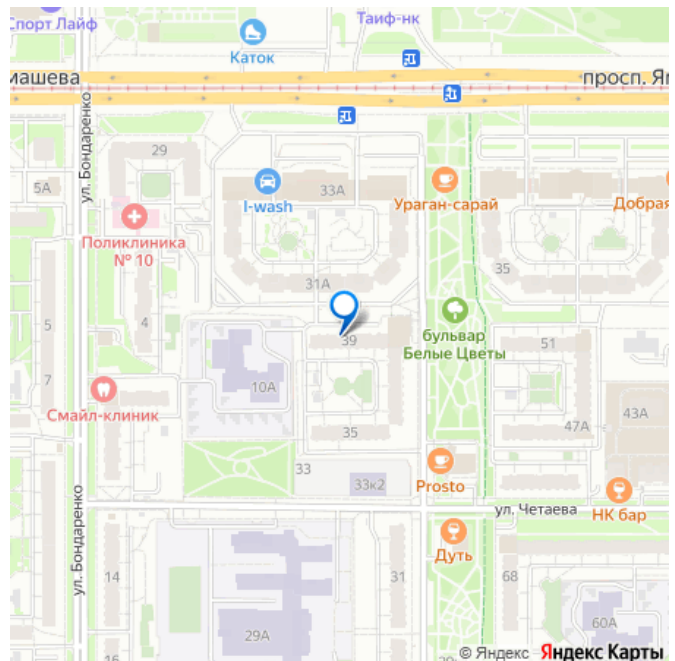 Спорт Лайф
Таиф-нк
Каток
машева
просп. Ям
ул. Бондаренко
29
5А
33А
I-wash
Ураган-сарай
Добрая
Поликлиника
№ 10
35
31А
5
4
39
бульвар
Белые Цветы
51
7
10А
Смайл-клиник
43А
35
47А
33
33к2
Prosto
ул. Четаева
НК бар
ул. Бондаренко
Дуть
14
31
68
29А
60А
16
© Яндекс Яндекс Карты